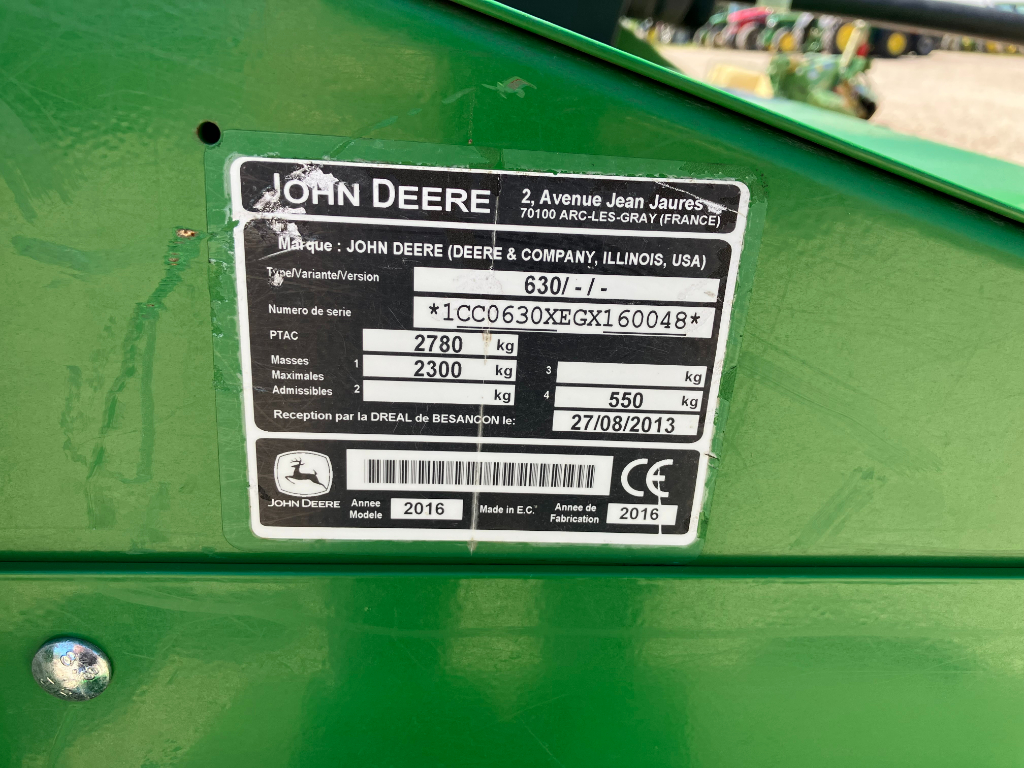 JOHN DEERE
2, Avenue Jean Jaures
70100 ARC-LES-GRAY (FRANCE)
Marque : JOHN DEERE (DEERE & COMPANY, ILLINOIS, USA)
Type/Variante/Version 630/ - / -
Numero de serie *1CC0630XEGX160048*
PTAC 2780 kg
Masses Maximales Admissibles
1 2300 kg
2 kg
3 kg
4 550 kg
Reception par la DREAL de BESANCON le: 27/08/2013
JOHN DEERE
CE
Annee Modele 2016
Made in E.C.
Annee de Fabrication 2016